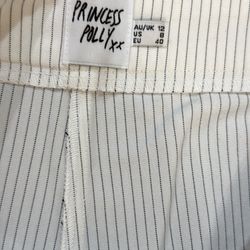 PRINCESS
POLLY xx
AU/UK 12
US 8
EU 40